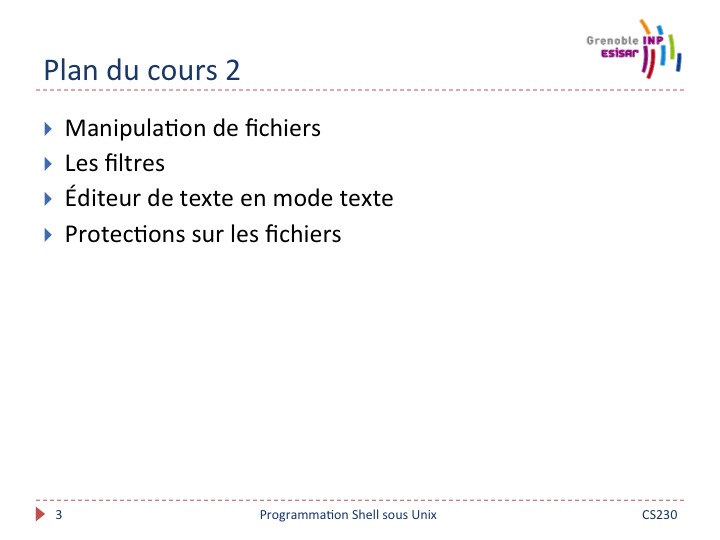 Grenoble INP
ESISAR
Plan du cours 2
Manipulation de fichiers
Les filtres
Éditeur de texte en mode texte
Protections sur les fichiers
3 Programmation Shell sous Unix CS230